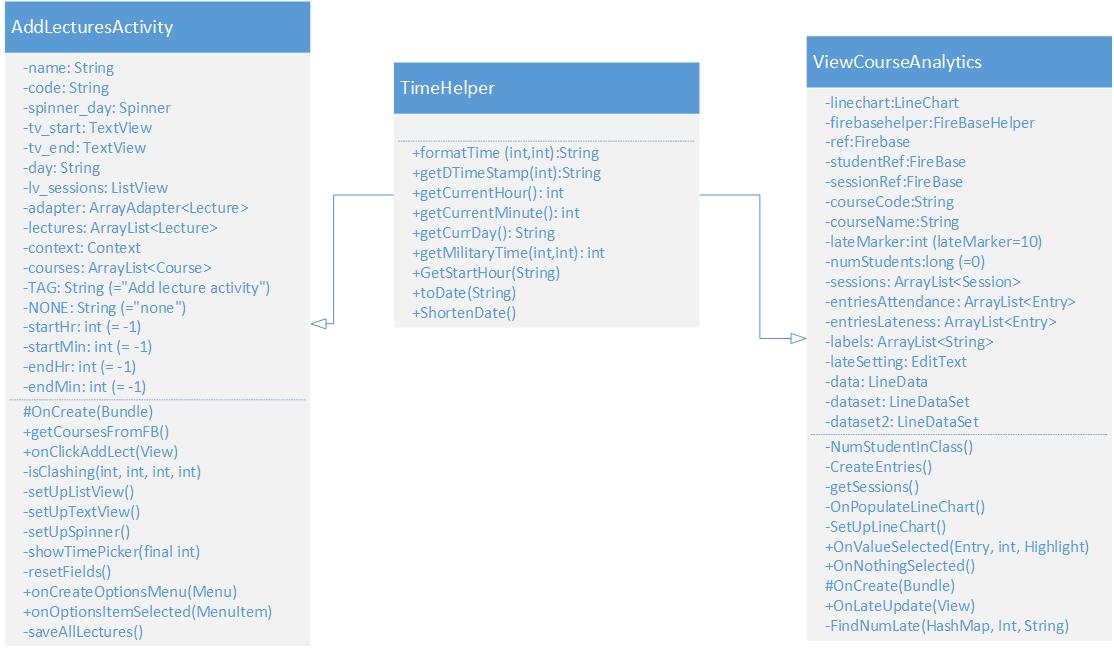 AddLecturesActivity
-name: String
-code: String
-spinner_day: Spinner
-tv_start: TextView
-tv_end: TextView
-day: String
-lv_sessions: ListView
-adapter: ArrayAdapter<Lecture>
-lectures: ArrayList<Lecture>
-context: Context
-courses: ArrayList<Course>
-TAG: String (="Add lecture activity")
-NONE: String (="none")
-startHr: int (= -1)
-startMin: int (= -1)
-endHr: int (= -1)
-endMin: int (= -1)
#OnCreate(Bundle)
+getCoursesFromFB()
+onClickAddLect(View)
-isClashing(int, int, int, int)
-setUpListView()
-setUpTextView()
-setUpSpinner()
-showTimePicker(final int)
-resetFields()
+onCreateOptionsMenu(Menu)
+onOptionsItemSelected(MenuItem)
-saveAllLectures()
TimeHelper
+formatTime (int,int):String
+getDTimeStamp(int):String
+getCurrentHour(): int
+getCurrentMinute(): int
+getCurrDay(): String
+getMilitaryTime(int,int): int
+GetStartHour(String)
+toDate(String)
+ShortenDate()
ViewCourseAnalytics
-linechart:LineChart
-firebasehelper:FireBaseHelper
-ref:Firebase
-studentRef:FireBase
-sessionRef:FireBase
-courseCode:String
-courseName:String
-lateMarker:int (lateMarker=10)
-numStudents:long (=0)
-sessions: ArrayList<Session>
-entriesAttendance: ArrayList<Entry>
-entriesLateness: ArrayList<Entry>
-labels: ArrayList<String>
-lateSetting: EditText
-data: LineData
-dataset: LineDataSet
-dataset2: LineDataSet
-NumStudentInClass()
-CreateEntries()
-getSessions()
-OnPopulateLineChart()
-SetUpLineChart()
+OnValueSelected(Entry, int, Highlight)
+OnNothingSelected()
#OnCreate(Bundle)
+OnLateUpdate(View)
-FindNumLate(HashMap, Int, String)